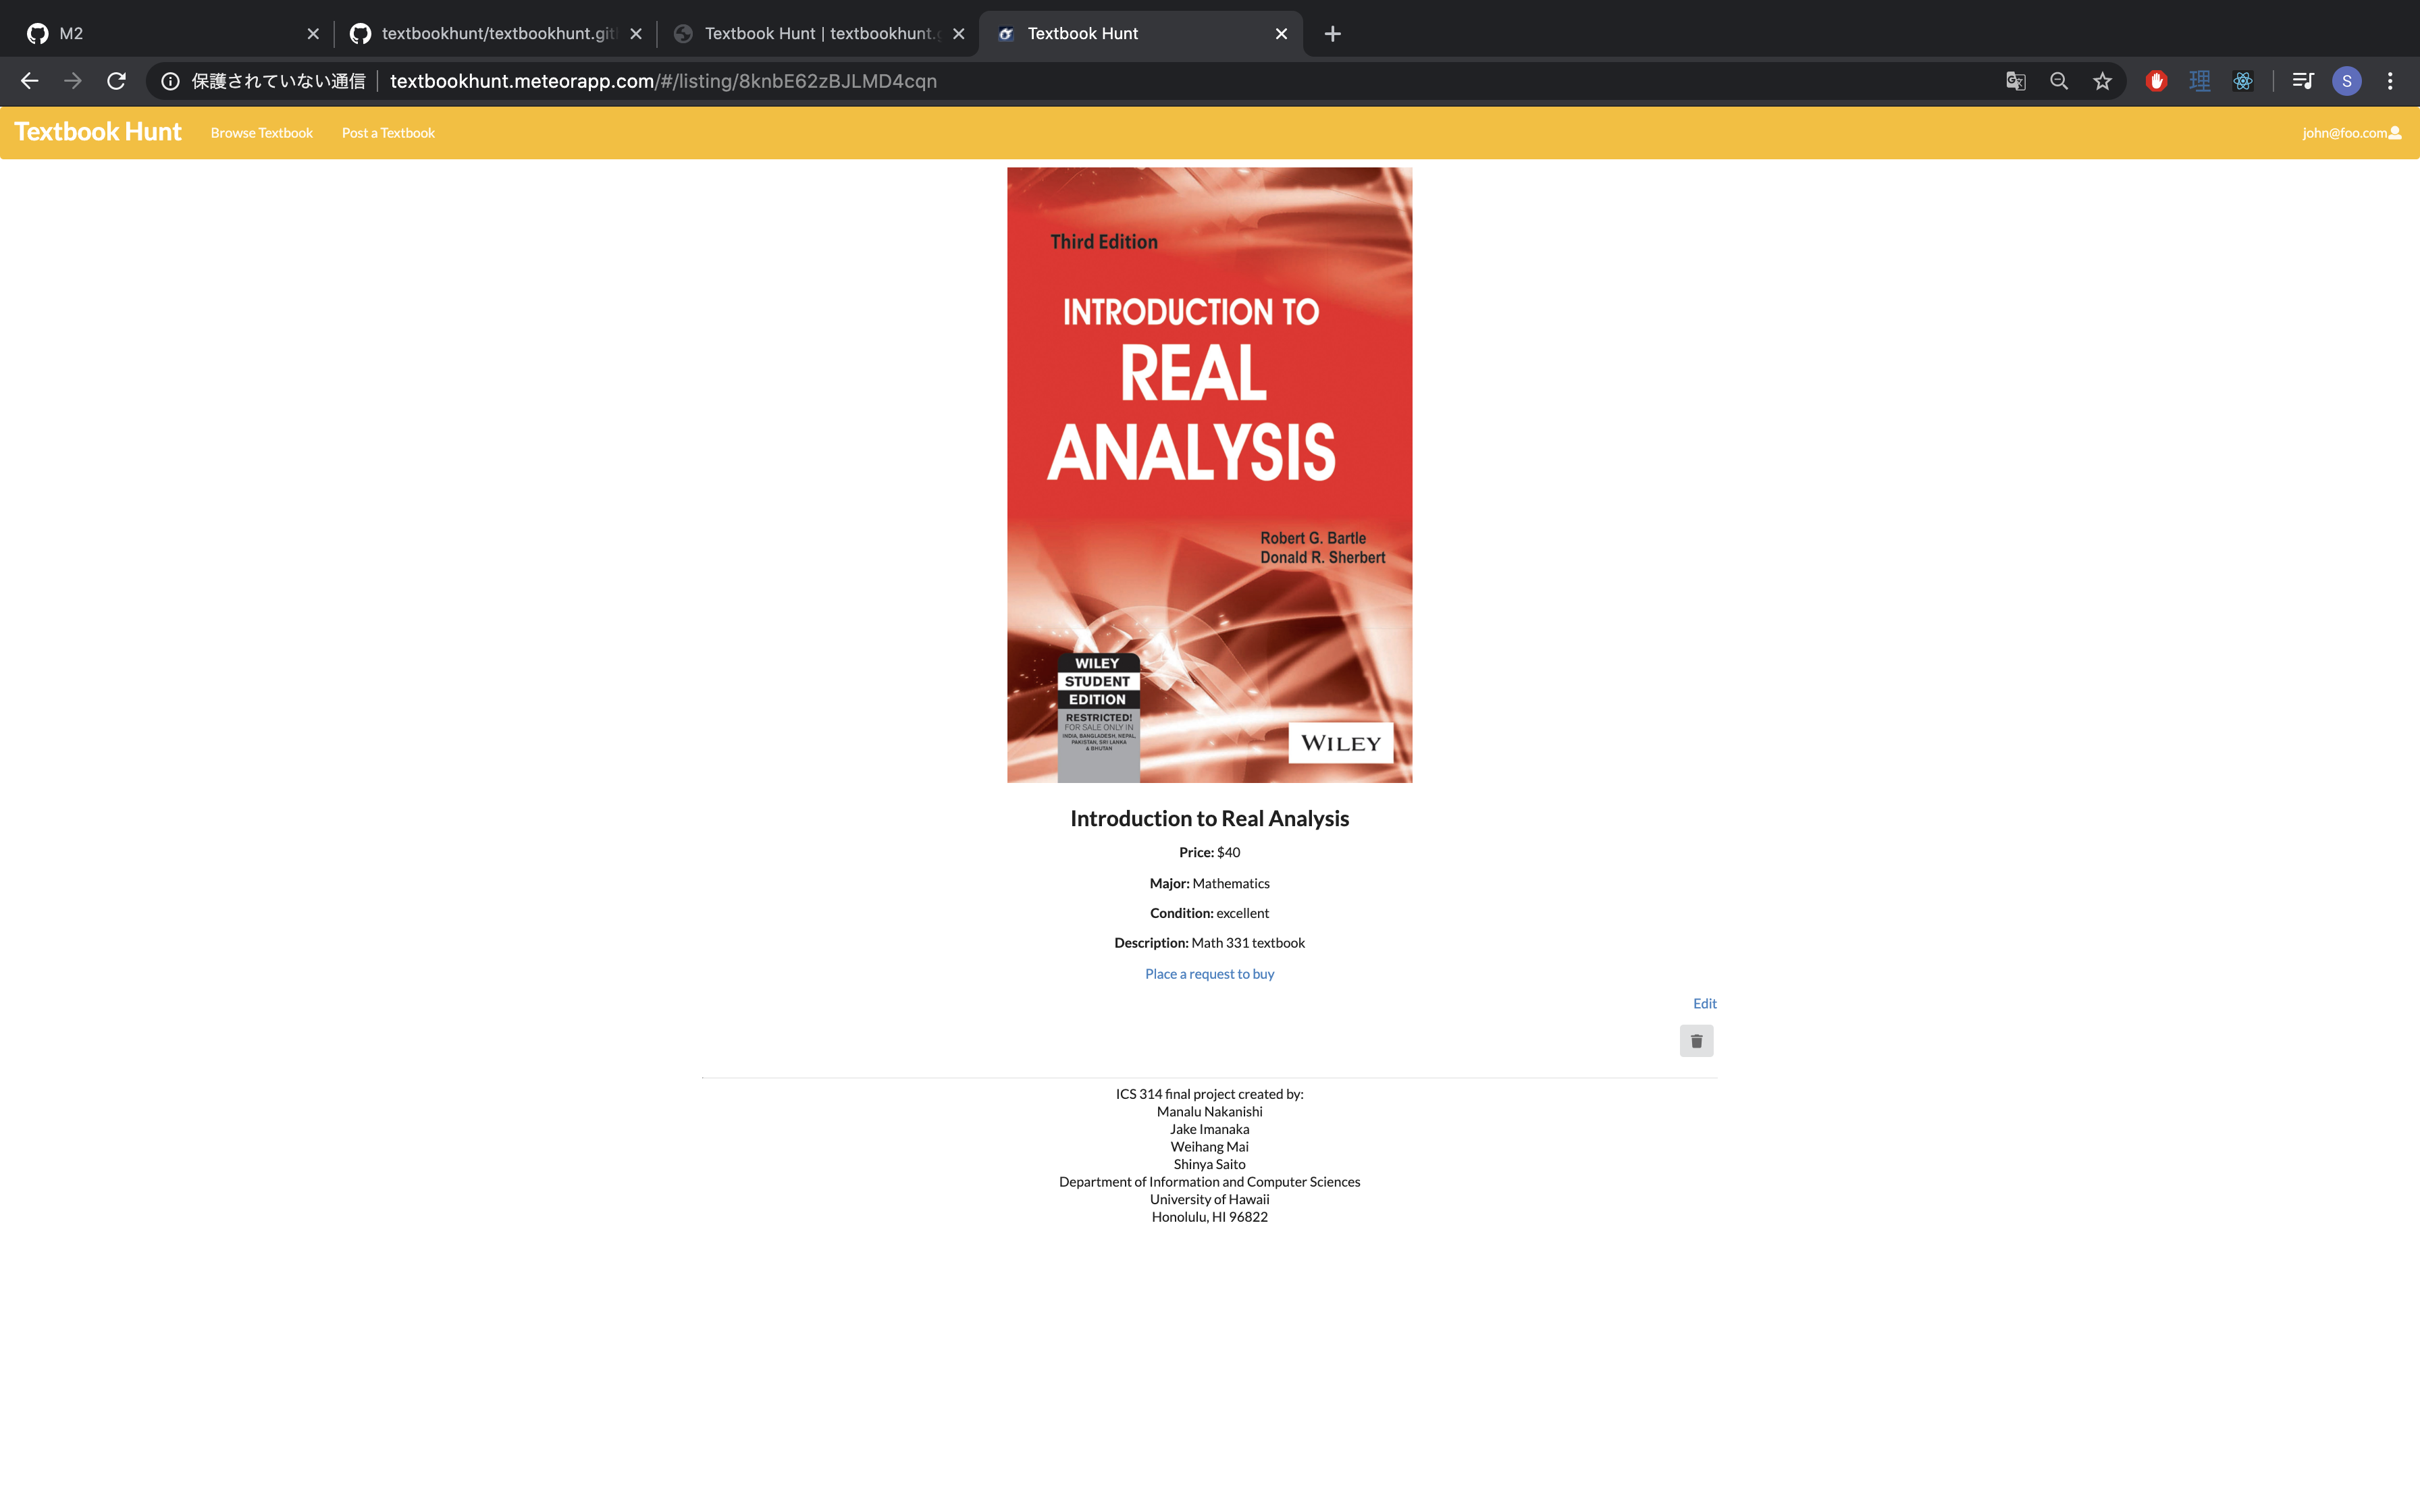 M2
textbookhunt/textbookhunt.git
Textbook Hunt | textbookhunt.g
Textbook Hunt
保護されていない通信
textbookhunt.meteorapp.com/#/listing/8knbE62zBJLMD4cqn
理
S
Textbook Hunt
Browse Textbook
Post a Textbook
john@foo.com
Third Edition
INTRODUCTION TO
REAL
ANALYSIS
Robert G. Bartle
Donald R. Sherbert
WILEY
STUDENT
EDITION
RESTRICTED!
FOR SALE ONLY IN
INDIA, BANGLADESH, NEPAL,
PAKISTAN, SRI LANKA
& BHUTAN
WILEY
Introduction to Real Analysis
Price: $40
Major: Mathematics
Condition: excellent
Description: Math 331 textbook
Place a request to buy
Edit
ICS 314 final project created by:
Manalu Nakanishi
Jake Imanaka
Weihang Mai
Shinya Saito
Department of Information and Computer Sciences
University of Hawaii
Honolulu, HI 96822